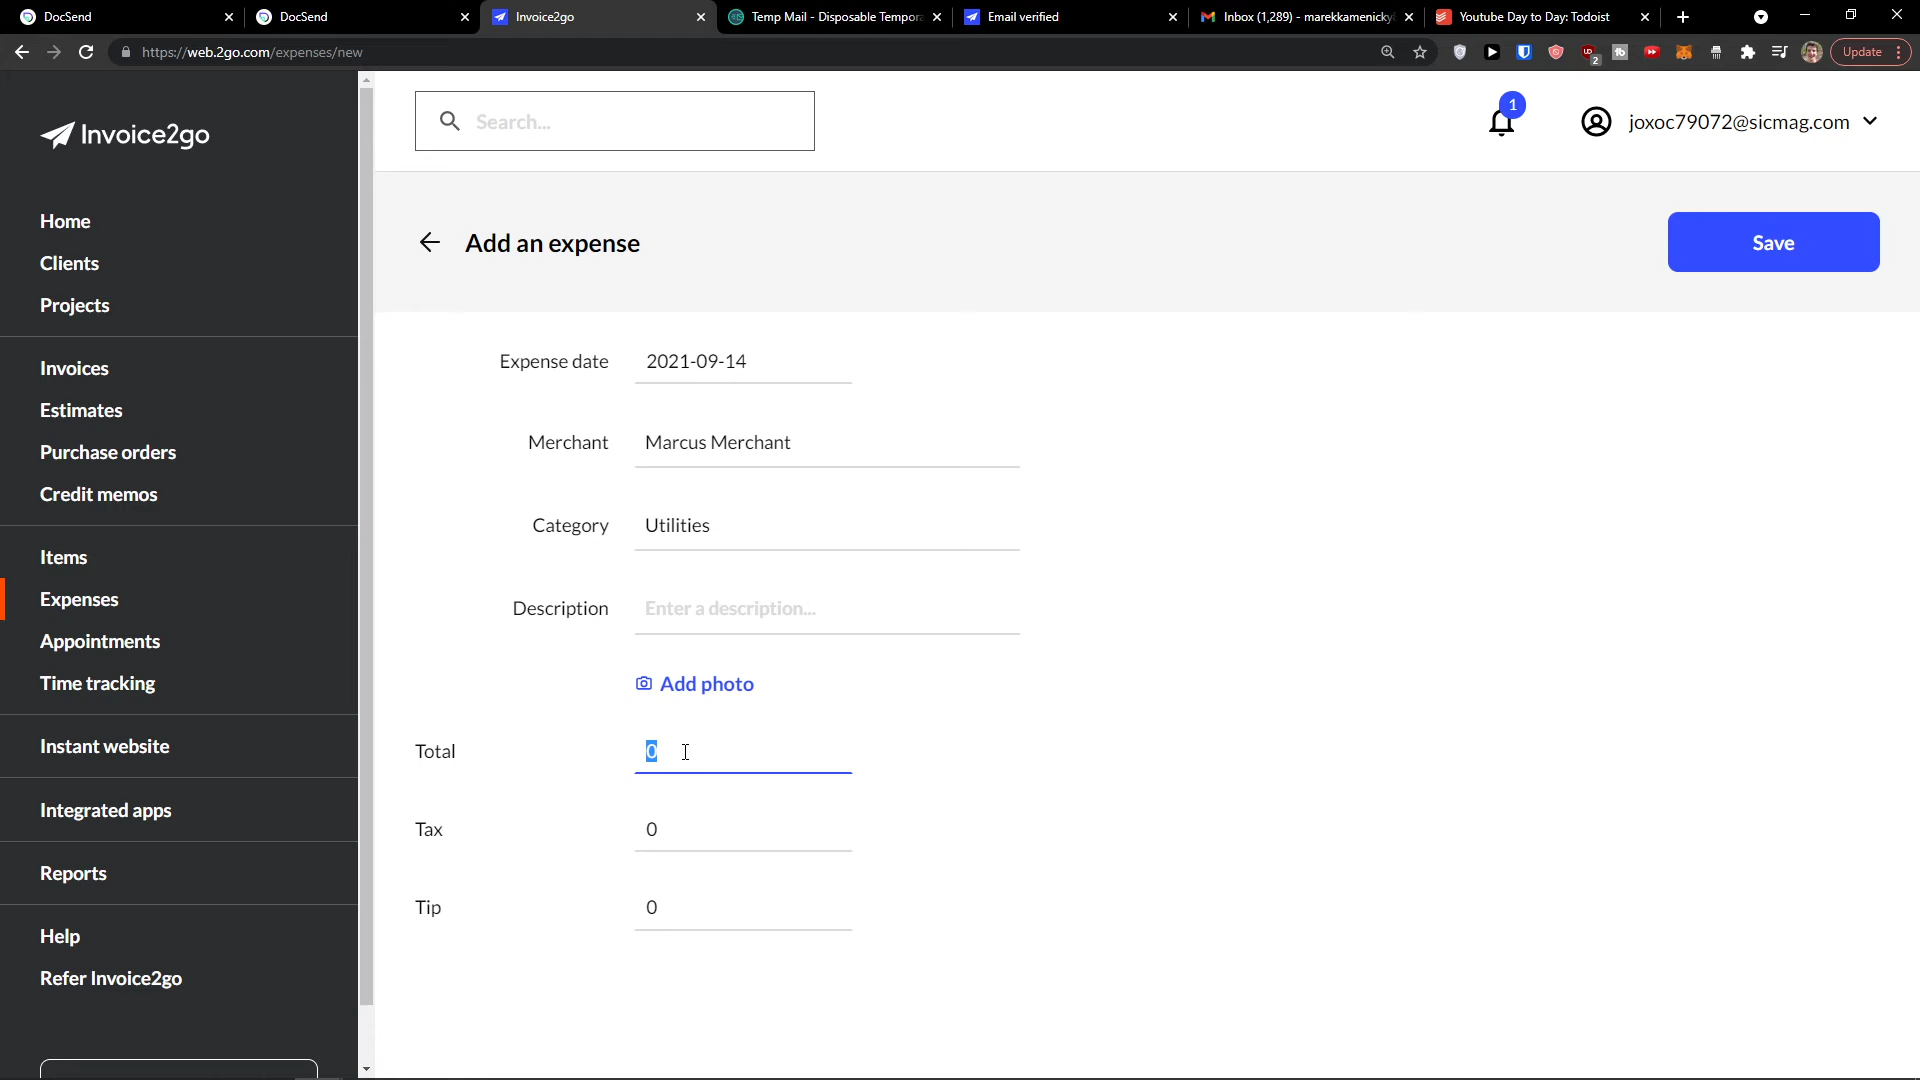 DocSend
DocSend
Invoice2go
Temp Mail - Disposable Tempora
Email verified
Inbox (1,289) - marekkamenicky
Youtube Day to Day: Todoist
https://web.2go.com/expenses/new
2
Update
Invoice2go
Search...
1
joxoc79072@sicmag.com
Home
Clients
Projects
Invoices
Estimates
Purchase orders
Credit memos
Items
Expenses
Appointments
Time tracking
Instant website
Integrated apps
Reports
Help
Refer Invoice2go
Add an expense
Save
Expense date 2021-09-14
Merchant Marcus Merchant
Category Utilities
Description Enter a description...
Add photo
Total 0
Tax 0
Tip 0